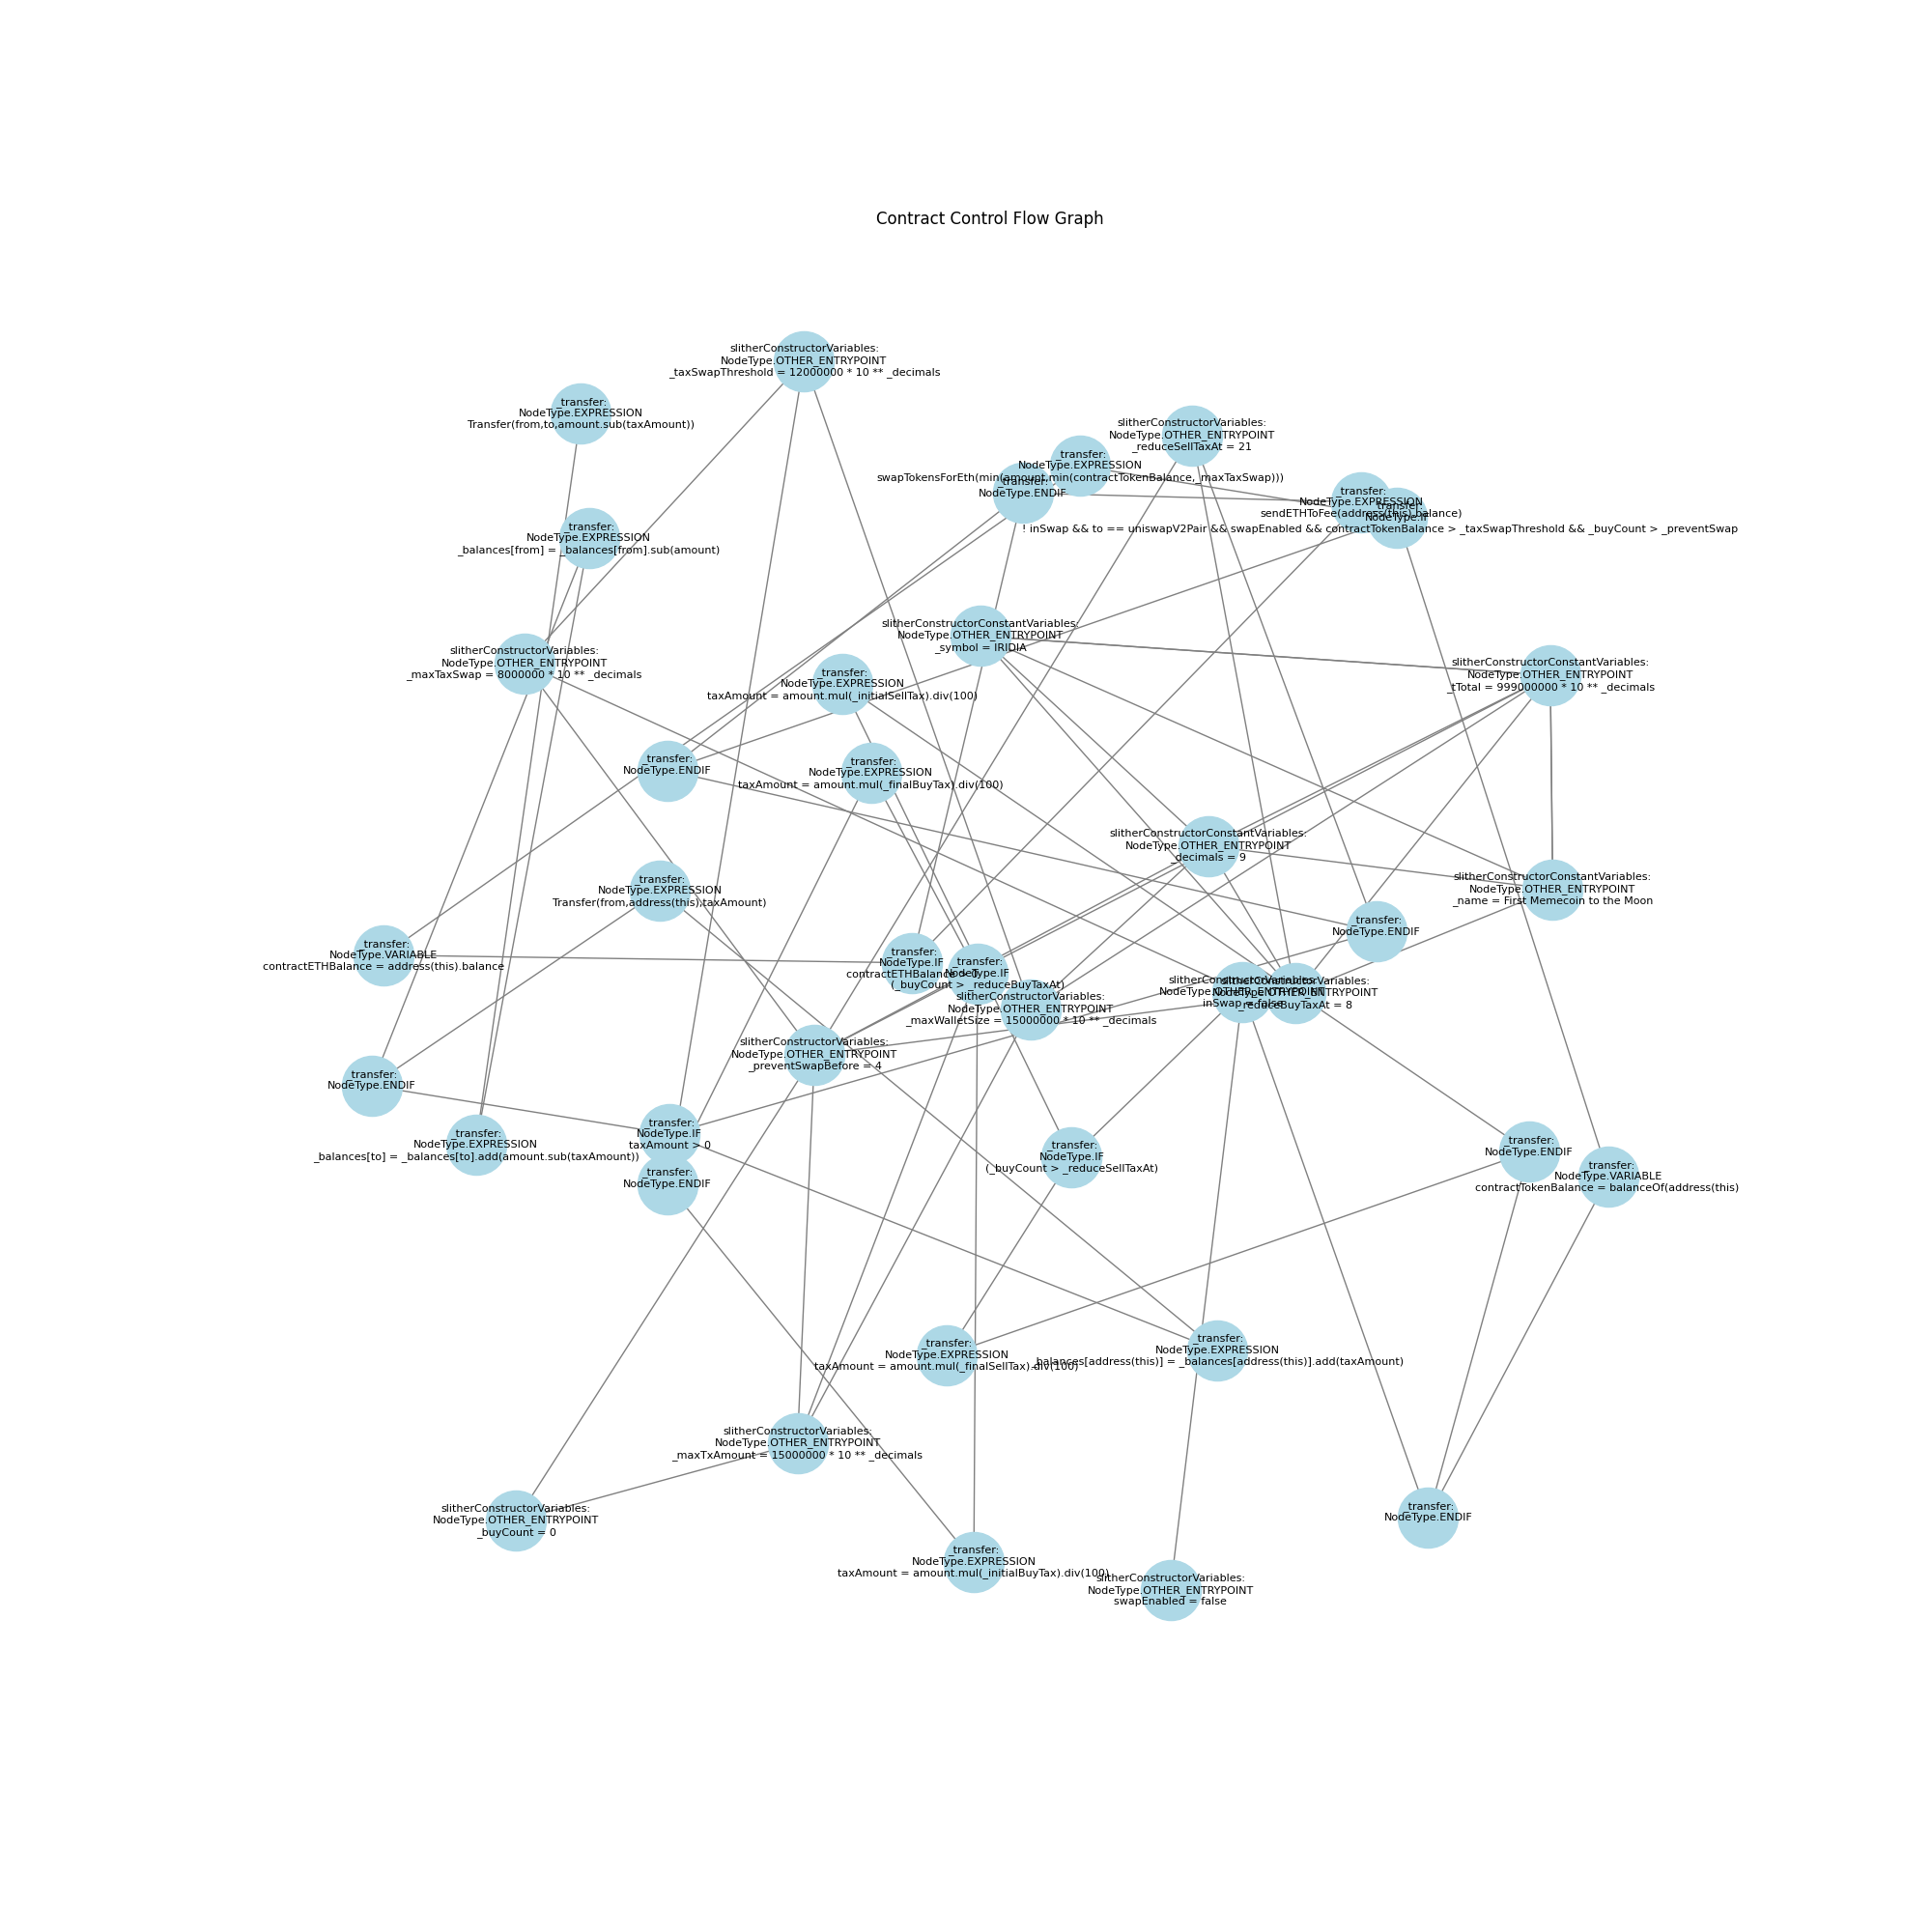 Contract Control Flow Graph
slitherConstructorVariables:
NodeType.OTHER_ENTRYPOINT
_taxSwapThreshold = 12000000 * 10 ** _decimals
_transfer:
NodeType.EXPRESSION
Transfer(from,to,amount.sub(taxAmount))
slitherConstructorVariables:
NodeType.OTHER_ENTRYPOINT
_reduceSellTaxAt = 21
_transfer:
NodeType.EXPRESSION
swapTokensForEth(min(amount,min(contractTokenBalance,_maxTaxSwap)))
_transfer:
NodeType.ENDIF
_transfer:
NodeType.EXPRESSION
sendETHToFee(address(this).balance)
_transfer:
NodeType.IF
! inSwap && to == uniswapV2Pair && swapEnabled && contractTokenBalance > _taxSwapThreshold && _buyCount > _preventSwap
_transfer:
NodeType.EXPRESSION
_balances[from] = _balances[from].sub(amount)
slitherConstructorConstantVariables:
NodeType.OTHER_ENTRYPOINT
_symbol = IRIDIA
slitherConstructorVariables:
NodeType.OTHER_ENTRYPOINT
_maxTaxSwap = 8000000 * 10 ** _decimals
slitherConstructorConstantVariables:
NodeType.OTHER_ENTRYPOINT
_tTotal = 999000000 * 10 ** _decimals
_transfer:
NodeType.EXPRESSION
taxAmount = amount.mul(_initialSellTax).div(100)
_transfer:
NodeType.ENDIF
_transfer:
NodeType.EXPRESSION
taxAmount = amount.mul(_finalBuyTax).div(100)
slitherConstructorConstantVariables:
NodeType.OTHER_ENTRYPOINT
_decimals = 9
_transfer:
NodeType.EXPRESSION
Transfer(from,address(this),taxAmount)
slitherConstructorConstantVariables:
NodeType.OTHER_ENTRYPOINT
_name = First Memecoin to the Moon
_transfer:
NodeType.ENDIF
_transfer:
NodeType.VARIABLE
contractETHBalance = address(this).balance
_transfer:
NodeType.IF
contractETHBalance > 0
_transfer:
NodeType.IF
(_buyCount > _reduceBuyTaxAt)
slitherConstructorVariables:
NodeType.OTHER_ENTRYPOINT
inSwap = false
slitherConstructorVariables:
NodeType.OTHER_ENTRYPOINT
_reduceBuyTaxAt = 8
slitherConstructorVariables:
NodeType.OTHER_ENTRYPOINT
_maxWalletSize = 15000000 * 10 ** _decimals
slitherConstructorVariables:
NodeType.OTHER_ENTRYPOINT
_preventSwapBefore = 4
_transfer:
NodeType.ENDIF
_transfer:
NodeType.IF
taxAmount > 0
_transfer:
NodeType.EXPRESSION
_balances[to] = _balances[to].add(amount.sub(taxAmount))
_transfer:
NodeType.ENDIF
_transfer:
NodeType.IF
(_buyCount > _reduceSellTaxAt)
_transfer:
NodeType.ENDIF
_transfer:
NodeType.VARIABLE
contractTokenBalance = balanceOf(address(this)
_transfer:
NodeType.EXPRESSION
taxAmount = amount.mul(_finalSellTax).div(100)
_transfer:
NodeType.EXPRESSION
_balances[address(this)] = _balances[address(this)].add(taxAmount)
slitherConstructorVariables:
NodeType.OTHER_ENTRYPOINT
_maxTxAmount = 15000000 * 10 ** _decimals
slitherConstructorVariables:
NodeType.OTHER_ENTRYPOINT
_buyCount = 0
_transfer:
NodeType.ENDIF
_transfer:
NodeType.EXPRESSION
taxAmount = amount.mul(_initialBuyTax).div(100)
slitherConstructorVariables:
NodeType.OTHER_ENTRYPOINT
swapEnabled = false